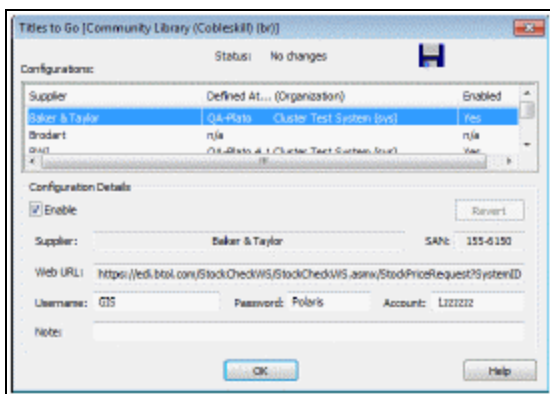 Titles to Go [Community Library (Cobleskill) (br)]
Status: No changes
Configurations:
Supplier Defined At... (Organization) Enabled
Baker & Taylor QA-Plato Cluster Test System (sys) Yes
Brodart n/a n/a
Cluster Test System (sys) Yes
Configuration Details
Enable
Revert
Supplier: Baker & Taylor SAN: 155-6150
Web URL: https://edi.btol.com/StockCheckWS/StockCheckWS.asmx/StockPriceRequest?SystemID
Username: GIS Password: Polaris Account: Lzzzzzz
Note:
OK Help